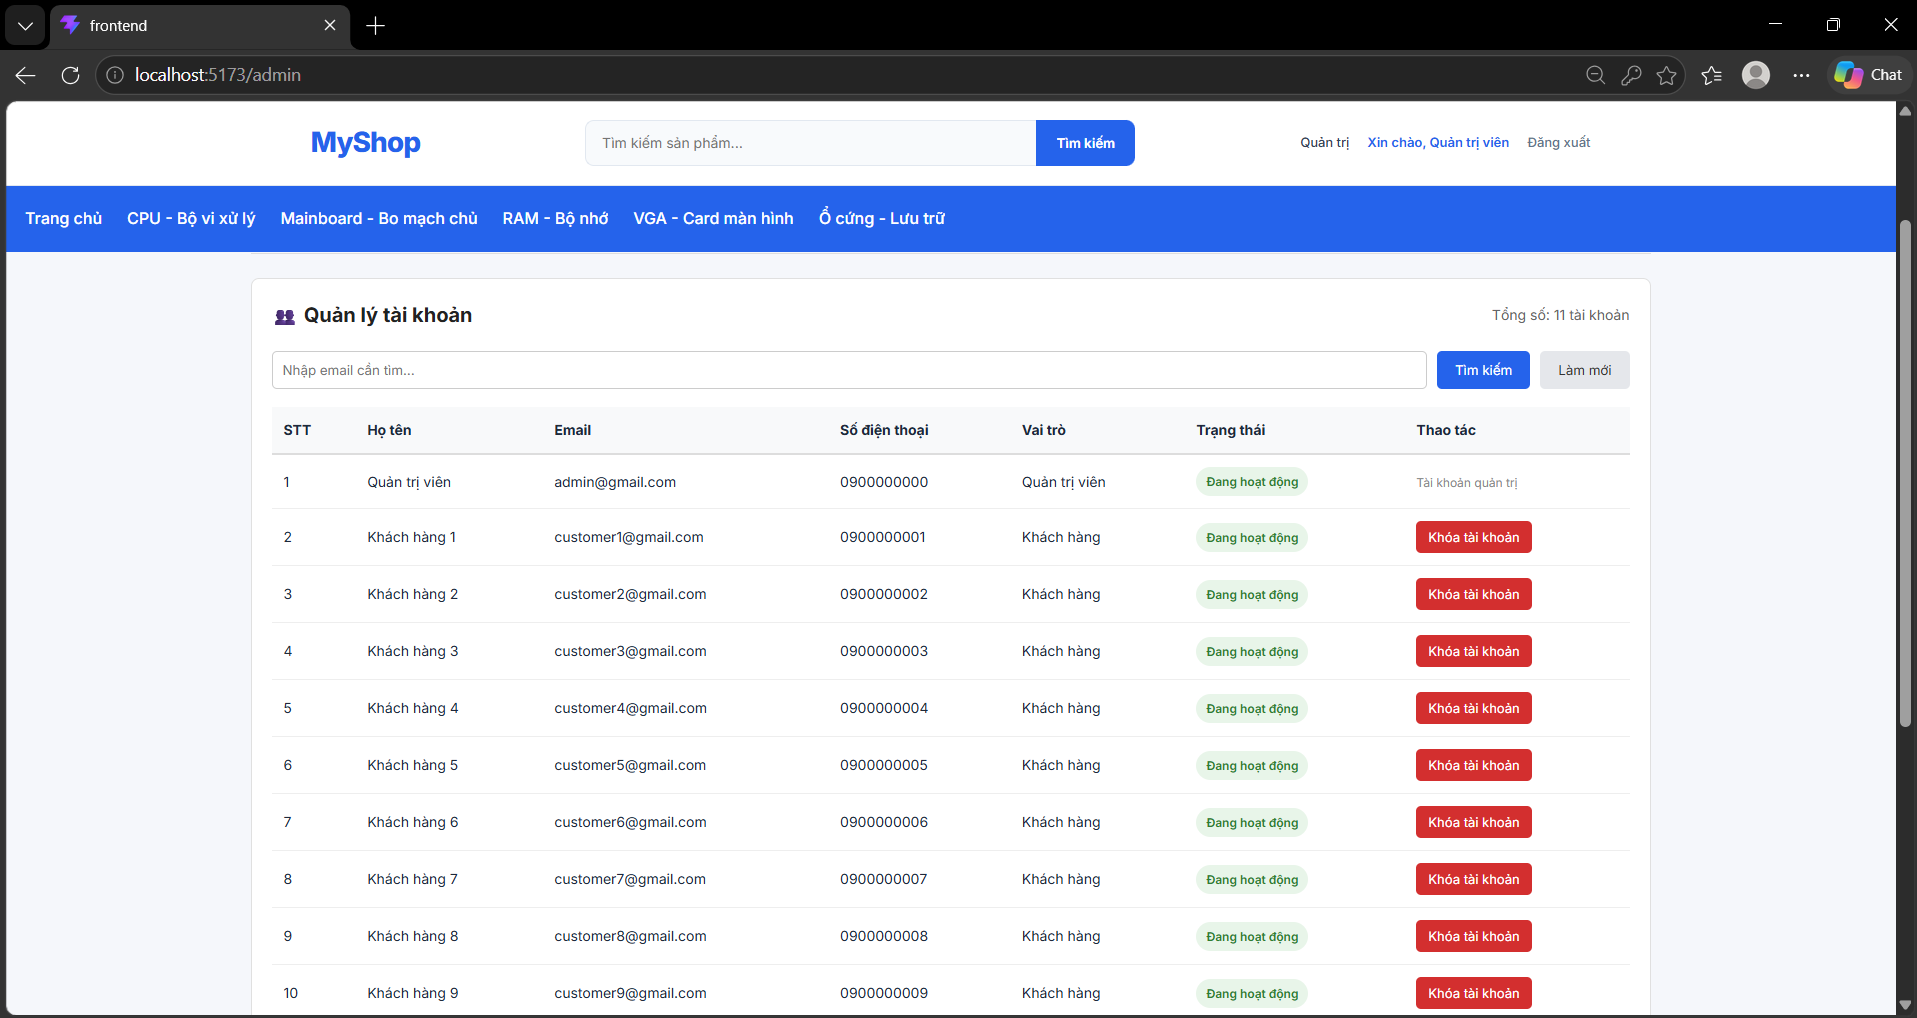 frontend
localhost:5173/admin
Chat
MyShop
Tìm kiếm sản phẩm...
Tìm kiếm
Quản trị
Xin chào, Quản trị viên
Đăng xuất
Trang chủ
CPU - Bộ vi xử lý
Mainboard - Bo mạch chủ
RAM - Bộ nhớ
VGA - Card màn hình
Ổ cứng - Lưu trữ
Quản lý tài khoản
Tổng số: 11 tài khoản
Nhập email cần tìm...
Tìm kiếm
Làm mới
STT Họ tên Email Số điện thoại Vai trò Trạng thái Thao tác
1 Quản trị viên admin@gmail.com 0900000000 Quản trị viên Đang hoạt động Tài khoản quản trị
2 Khách hàng 1 customer1@gmail.com 0900000001 Khách hàng Đang hoạt động Khóa tài khoản
3 Khách hàng 2 customer2@gmail.com 0900000002 Khách hàng Đang hoạt động Khóa tài khoản
4 Khách hàng 3 customer3@gmail.com 0900000003 Khách hàng Đang hoạt động Khóa tài khoản
5 Khách hàng 4 customer4@gmail.com 0900000004 Khách hàng Đang hoạt động Khóa tài khoản
6 Khách hàng 5 customer5@gmail.com 0900000005 Khách hàng Đang hoạt động Khóa tài khoản
7 Khách hàng 6 customer6@gmail.com 0900000006 Khách hàng Đang hoạt động Khóa tài khoản
8 Khách hàng 7 customer7@gmail.com 0900000007 Khách hàng Đang hoạt động Khóa tài khoản
9 Khách hàng 8 customer8@gmail.com 0900000008 Khách hàng Đang hoạt động Khóa tài khoản
10 Khách hàng 9 customer9@gmail.com 0900000009 Khách hàng Đang hoạt động Khóa tài khoản